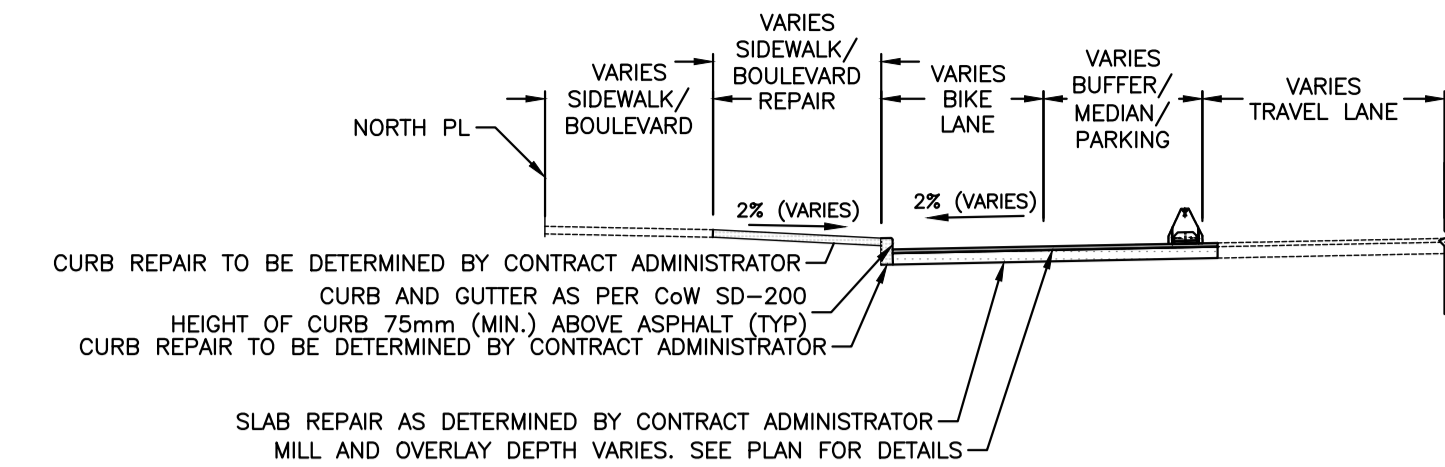 VARIES
SIDEWALK/
BOULEVARD
VARIES
SIDEWALK/
BOULEVARD
REPAIR
VARIES
BIKE
LANE
VARIES
BUFFER/
MEDIAN/
PARKING
VARIES
TRAVEL LANE
NORTH PL
2% (VARIES)
2% (VARIES)
CURB REPAIR TO BE DETERMINED BY CONTRACT ADMINISTRATOR
CURB AND GUTTER AS PER CoW SD-200
HEIGHT OF CURB 75mm (MIN.) ABOVE ASPHALT (TYP)
CURB REPAIR TO BE DETERMINED BY CONTRACT ADMINISTRATOR
SLAB REPAIR AS DETERMINED BY CONTRACT ADMINISTRATOR
MILL AND OVERLAY DEPTH VARIES. SEE PLAN FOR DETAILS